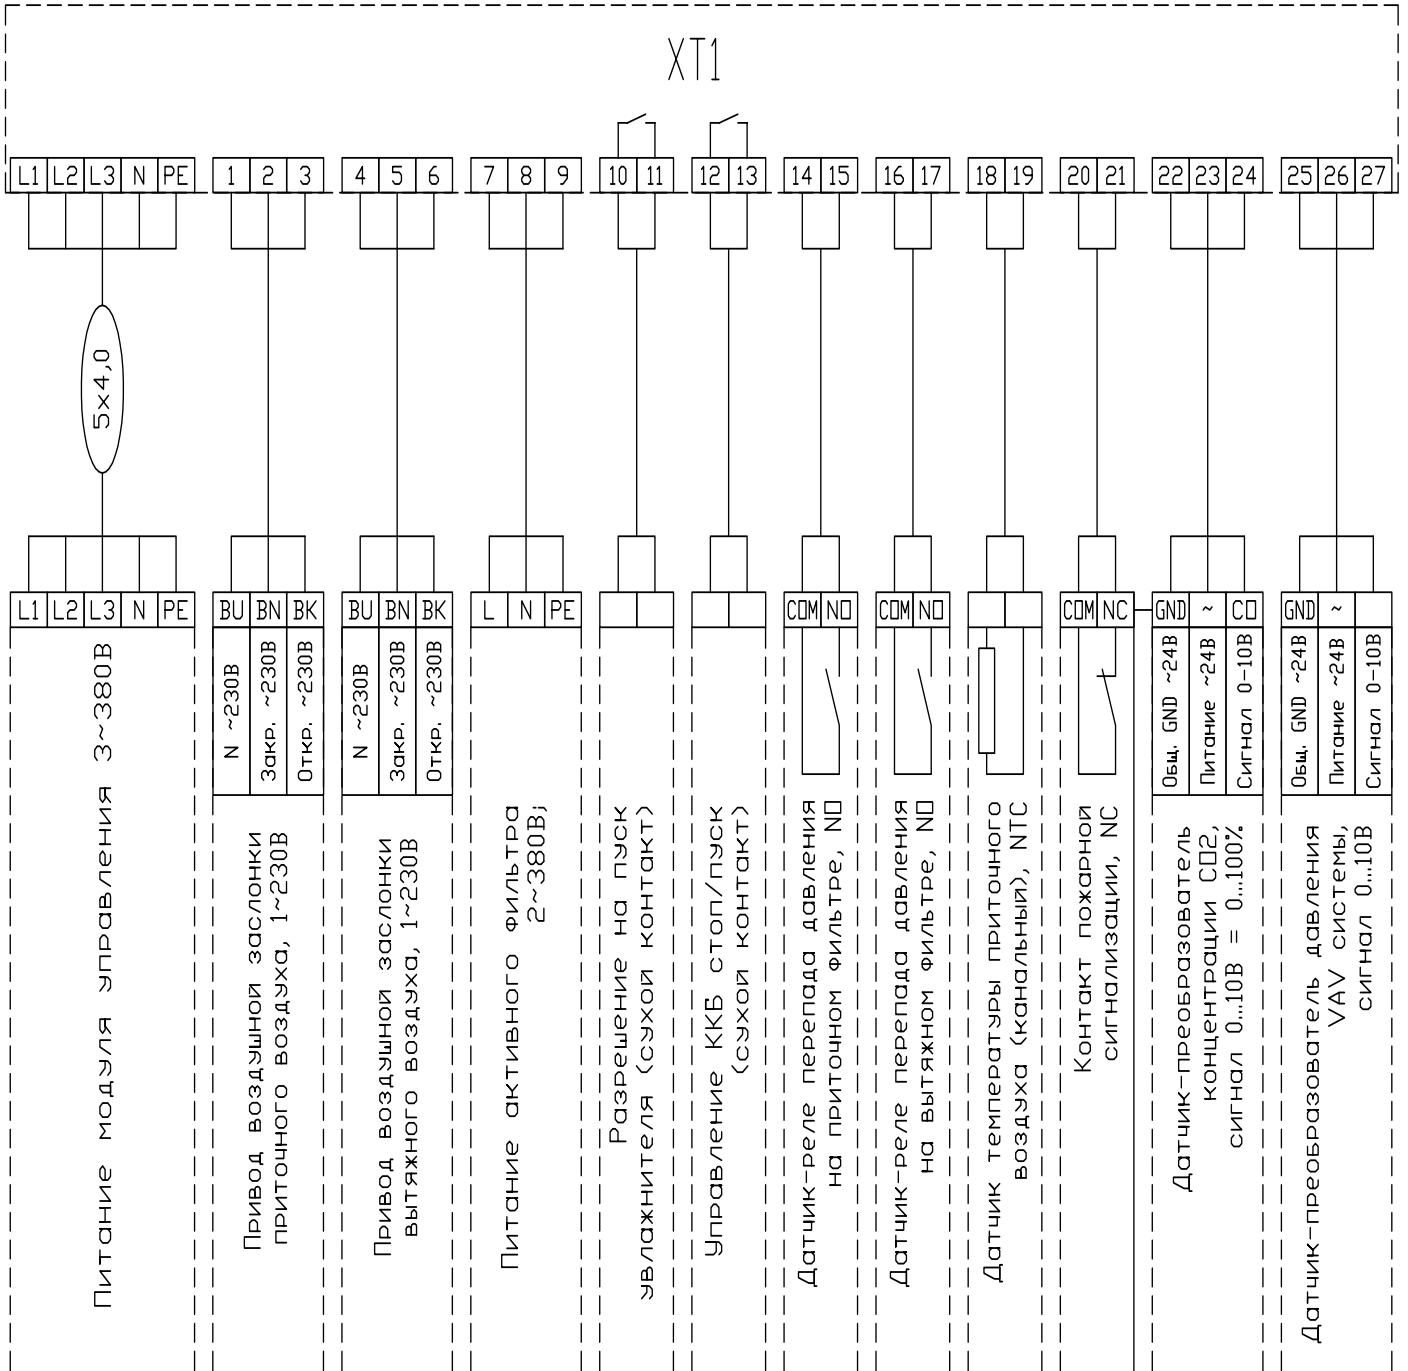 XT1
L1 L2 L3 N PE 1 2 3 4 5 6 7 8 9 10 11 12 13 14 15 16 17 18 19 20 21 22 23 24 25 26 27
5x4,0
L1 L2 L3 N PE BU BN BK BU BN BK L N PE COM NO COM NO COM NC GND ~ CO GND ~
Питание модуля управления 3~380В
N ~230В
Закр. ~230В
Откр. ~230В
Привод воздушной заслонки
приточного воздуха, 1~230В
N ~230В
Закр. ~230В
Откр. ~230В
Привод воздушной заслонки
вытяжного воздуха, 1~230В
Питание активного фильтра
2~380В;
Разрешение на пуск
увлажнителя (сухой контакт)
Управление ККБ стоп/пуск
(сухой контакт)
Датчик-реле перепада давления
на приточном фильтре, NO
Датчик-реле перепада давления
на вытяжном фильтре, NO
Датчик температуры приточного
воздуха (канальный), NTC
Контакт пожарной
сигнализации, NC
Общ. GND ~24В
Питание ~24В
Сигнал 0-10В
Датчик-преобразователь
концентрации CO2,
сигнал 0...10В = 0...100%
Общ. GND ~24В
Питание ~24В
Сигнал 0-10В
Датчик-преобразователь давления
VAV системы,
сигнал 0...10В